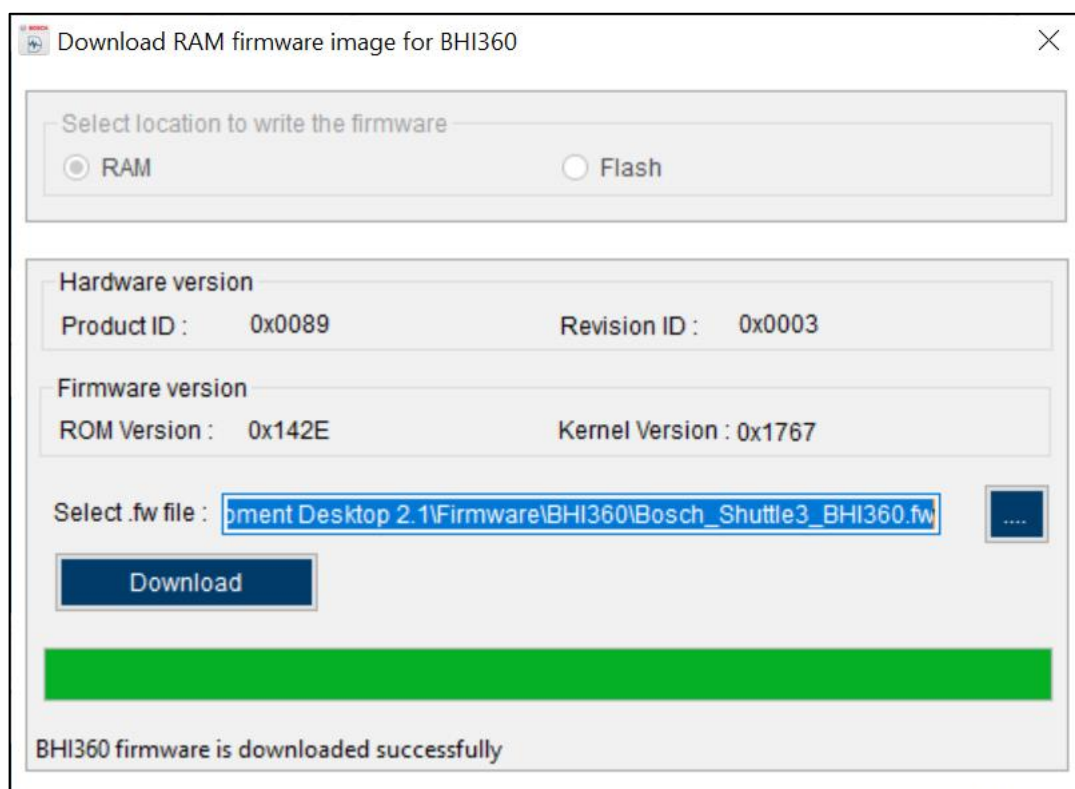 BOSCH
Download RAM firmware image for BHI360
Select location to write the firmware
RAM Flash
Hardware version
Product ID : 0x0089 Revision ID : 0x0003
Firmware version
ROM Version : 0x142E Kernel Version : 0x1767
Select .fw file : pment Desktop 2.1\Firmware\BHI360\Bosch_Shuttle3_BHI360.fw ....
Download
BHI360 firmware is downloaded successfully